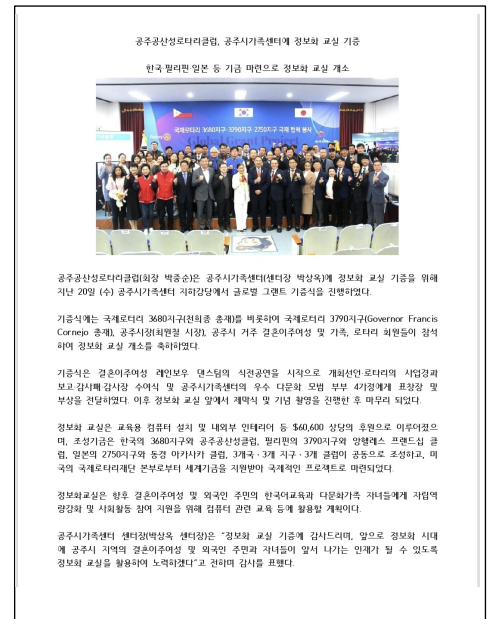 공주공산성로타리클럽, 공주시가족센터에 정보화 교실 기증
한국·필리핀·일본 등 기금 마련으로 정보화 교실 개소
국제로타리 3680지구·3790지구·2750지구 국제 협력 봉사
공주공산성로타리클럽(회장 박중순)은 공주시가족센터(센터장 박상옥)에 정보화 교실 기증을 위해
지난 20일 (수) 공주시가족센터 지하강당에서 글로벌 그랜트 기증식을 진행하였다.
기증식에는 국제로터리 3680지구(전희종 총재)를 비롯하여 국제로터리 3790지구(Governor Francis
Cornejo 총재), 공주시장(최원철 시장), 공주시 거주 결혼이주여성 및 가족, 로타리 회원들이 참석
하여 정보화 교실 개소를 축하하였다.
기증식은 결혼이주여성 레인보우 댄스팀의 식전공연을 시작으로 개회선언·로타리의 사업경과
보고·감사패·감사장 수여식 및 공주시가족센터의 우수 다문화 모범 부부 4가정에게 표창장 및
부상을 전달하였다. 이후 정보화 교실 앞에서 제막식 및 기념 촬영을 진행한 후 마무리 되었다.
정보화 교실은 교육용 컴퓨터 설치 및 내외부 인테리어 등 $60,600 상당의 후원으로 이루어졌으
며, 조성기금은 한국의 3680지구와 공주공산성클럽, 필리핀의 3790지구와 앙헬레스 프랜드십 클
럽, 일본의 2750지구와 동경 아카사카 클럽, 3개국·3개 지구·3개 클럽이 공동으로 조성하고, 미
국의 국제로타리재단 본부로부터 세계기금을 지원받아 국제적인 프로젝트로 마련되었다.
정보화교실은 향후 결혼이주여성 및 외국인 주민의 한국어교육과 다문화가족 자녀들에게 자립역
량강화 및 사회활동 참여 지원을 위해 컴퓨터 관련 교육 등에 활용할 계획이다.
공주시가족센터 센터장(박상옥 센터장)은 "정보화 교실 기증에 감사드리며, 앞으로 정보화 시대
에 공주시 지역의 결혼이주여성 및 외국인 주민과 자녀들이 앞서 나가는 인재가 될 수 있도록
정보화 교실을 활용하여 노력하겠다"고 전하며 감사를 표했다.